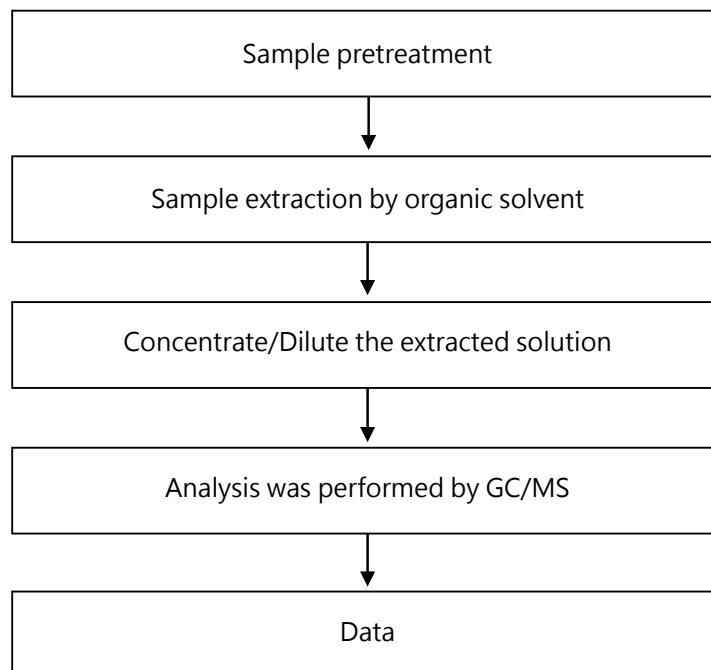 Sample pretreatment
Sample extraction by organic solvent
Concentrate/Dilute the extracted solution
Analysis was performed by GC/MS
Data